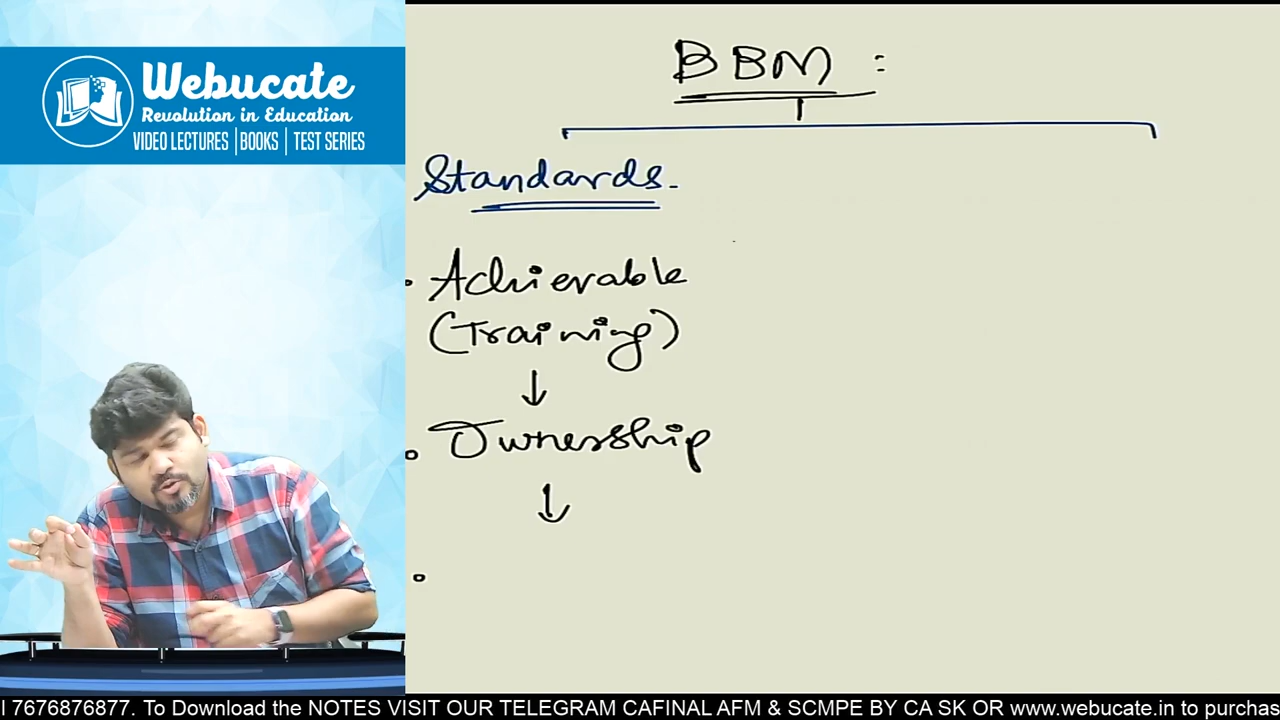 Webucate
Revolution in Education
VIDEO LECTURES | BOOKS | TEST SERIES
BBM :
Standards.
Achievable
(Training)
↓
Ownership
↓
l 7676876877. To Download the NOTES VISIT OUR TELEGRAM CAFINAL AFM & SCMPE BY CA SK OR www.webucate.in to purchas